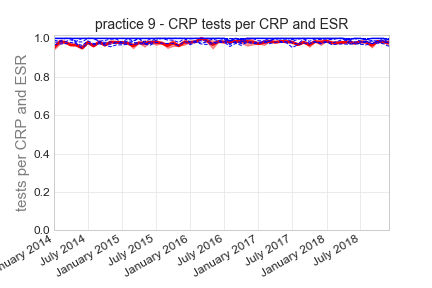 practice 9 - CRP tests per CRP and ESR
tests per CRP and ESR
1.0
0.8
0.6
0.4
0.2
0.0
nuary 2014
July 2014
January 2015
July 2015
January 2016
July 2016
January 2017
July 2017
January 2018
July 2018